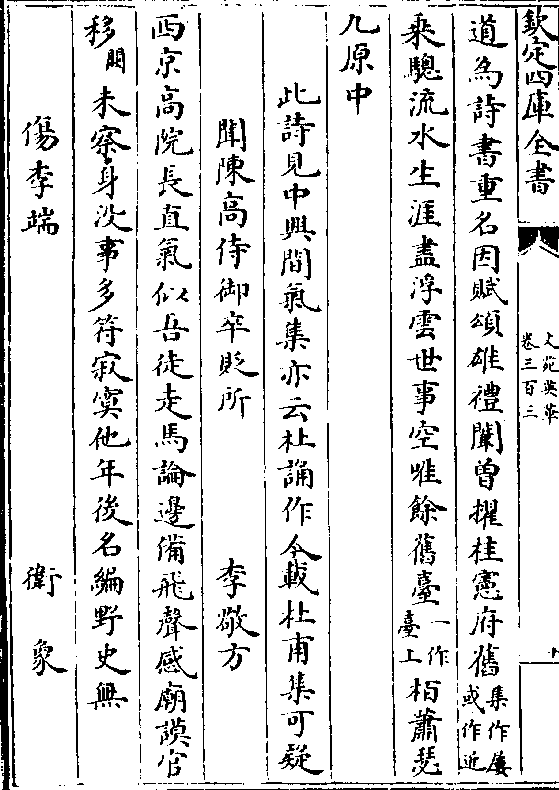 欽定四庫全書
文苑英華
卷三百三
十
道為詩書重名因賦頌雄禮闈曾擢桂憲府舊集作屢或作近
乗驄流水生涯盡浮雲世事空唯餘舊臺一作臺上栢蕭瑟
九原中
此詩見中興間氣集亦云杜誦作今載杜甫集可疑
聞陳高侍御卒貶所 李敬方
西京高院長直氣似吾徒走馬論邊備飛聲感廟謨官
移闕未察身没事多符寂寞他年後名編野史無
傷李端 衛象